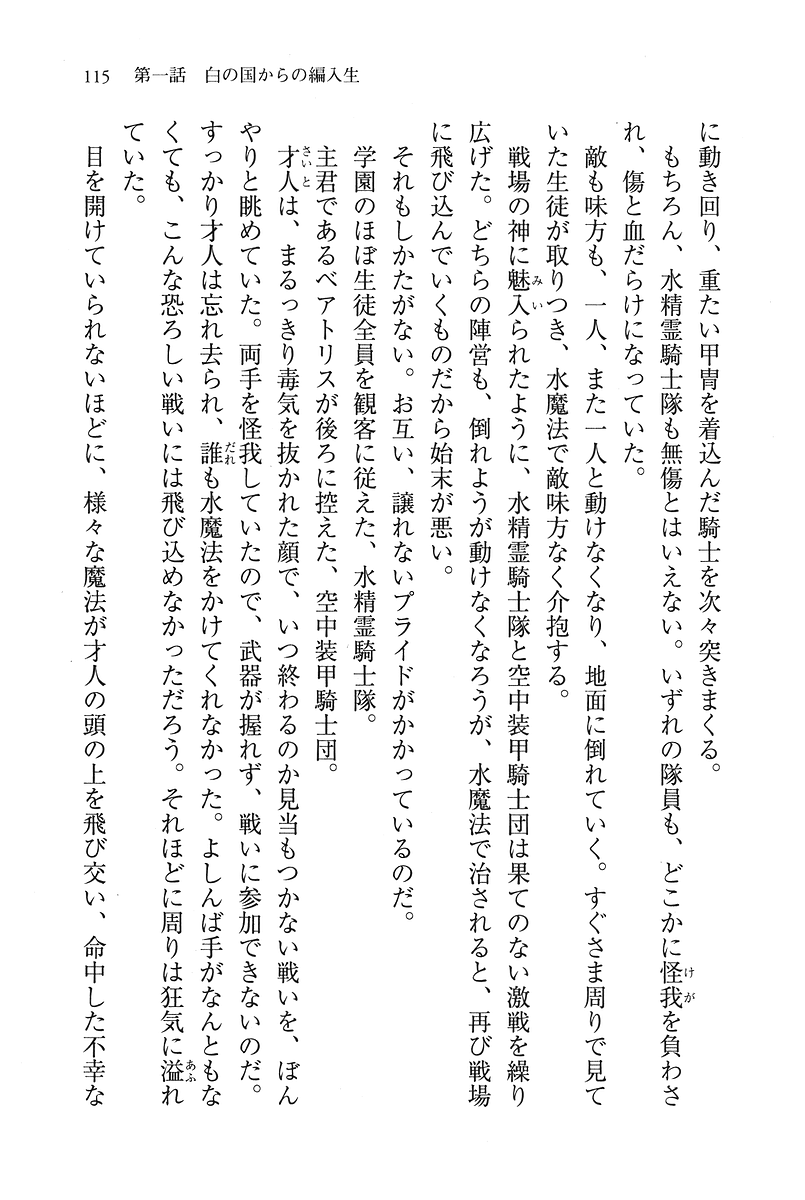 115　第一話　白の国からの編入生
に動き回り、重たい甲冑を着込んだ騎士を次々突きまくる。
　もちろん、水精霊騎士隊も無傷とはいえない。いずれの隊員も、どこかに怪我を負わさ
れ、傷と血だらけになっていた。
　敵も味方も、一人、また一人と動けなくなり、地面に倒れていく。すぐさま周りで見て
いた生徒が取りつき、水魔法で敵味方なく介抱する。
　戦場の神に魅入られたように、水精霊騎士隊と空中装甲騎士団は果てのない激戦を繰り
広げた。どちらの陣営も、倒れようが動けなくなろうが、水魔法で治されると、再び戦場
に飛び込んでいくものだから始末が悪い。
　それもしかたがない。お互い、譲れないプライドがかかっているのだ。
　学園のほぼ生徒全員を観客に従えた、水精霊騎士隊。
　主君であるベアトリスが後ろに控えた、空中装甲騎士団。
　才人は、まるっきり毒気を抜かれた顔で、いつ終わるのか見当もつかない戦いを、ぼん
やりと眺めていた。両手を怪我していたので、武器が握れず、戦いに参加できないのだ。
すっかり才人は忘れ去られ、誰も水魔法をかけてくれなかった。よしんば手がなんともな
くても、こんな恐ろしい戦いには飛び込めなかっただろう。それほどに周りは狂気に溢れ
ていた。
　目を開けていられないほどに、様々な魔法が才人の頭の上を飛び交い、命中した不幸な